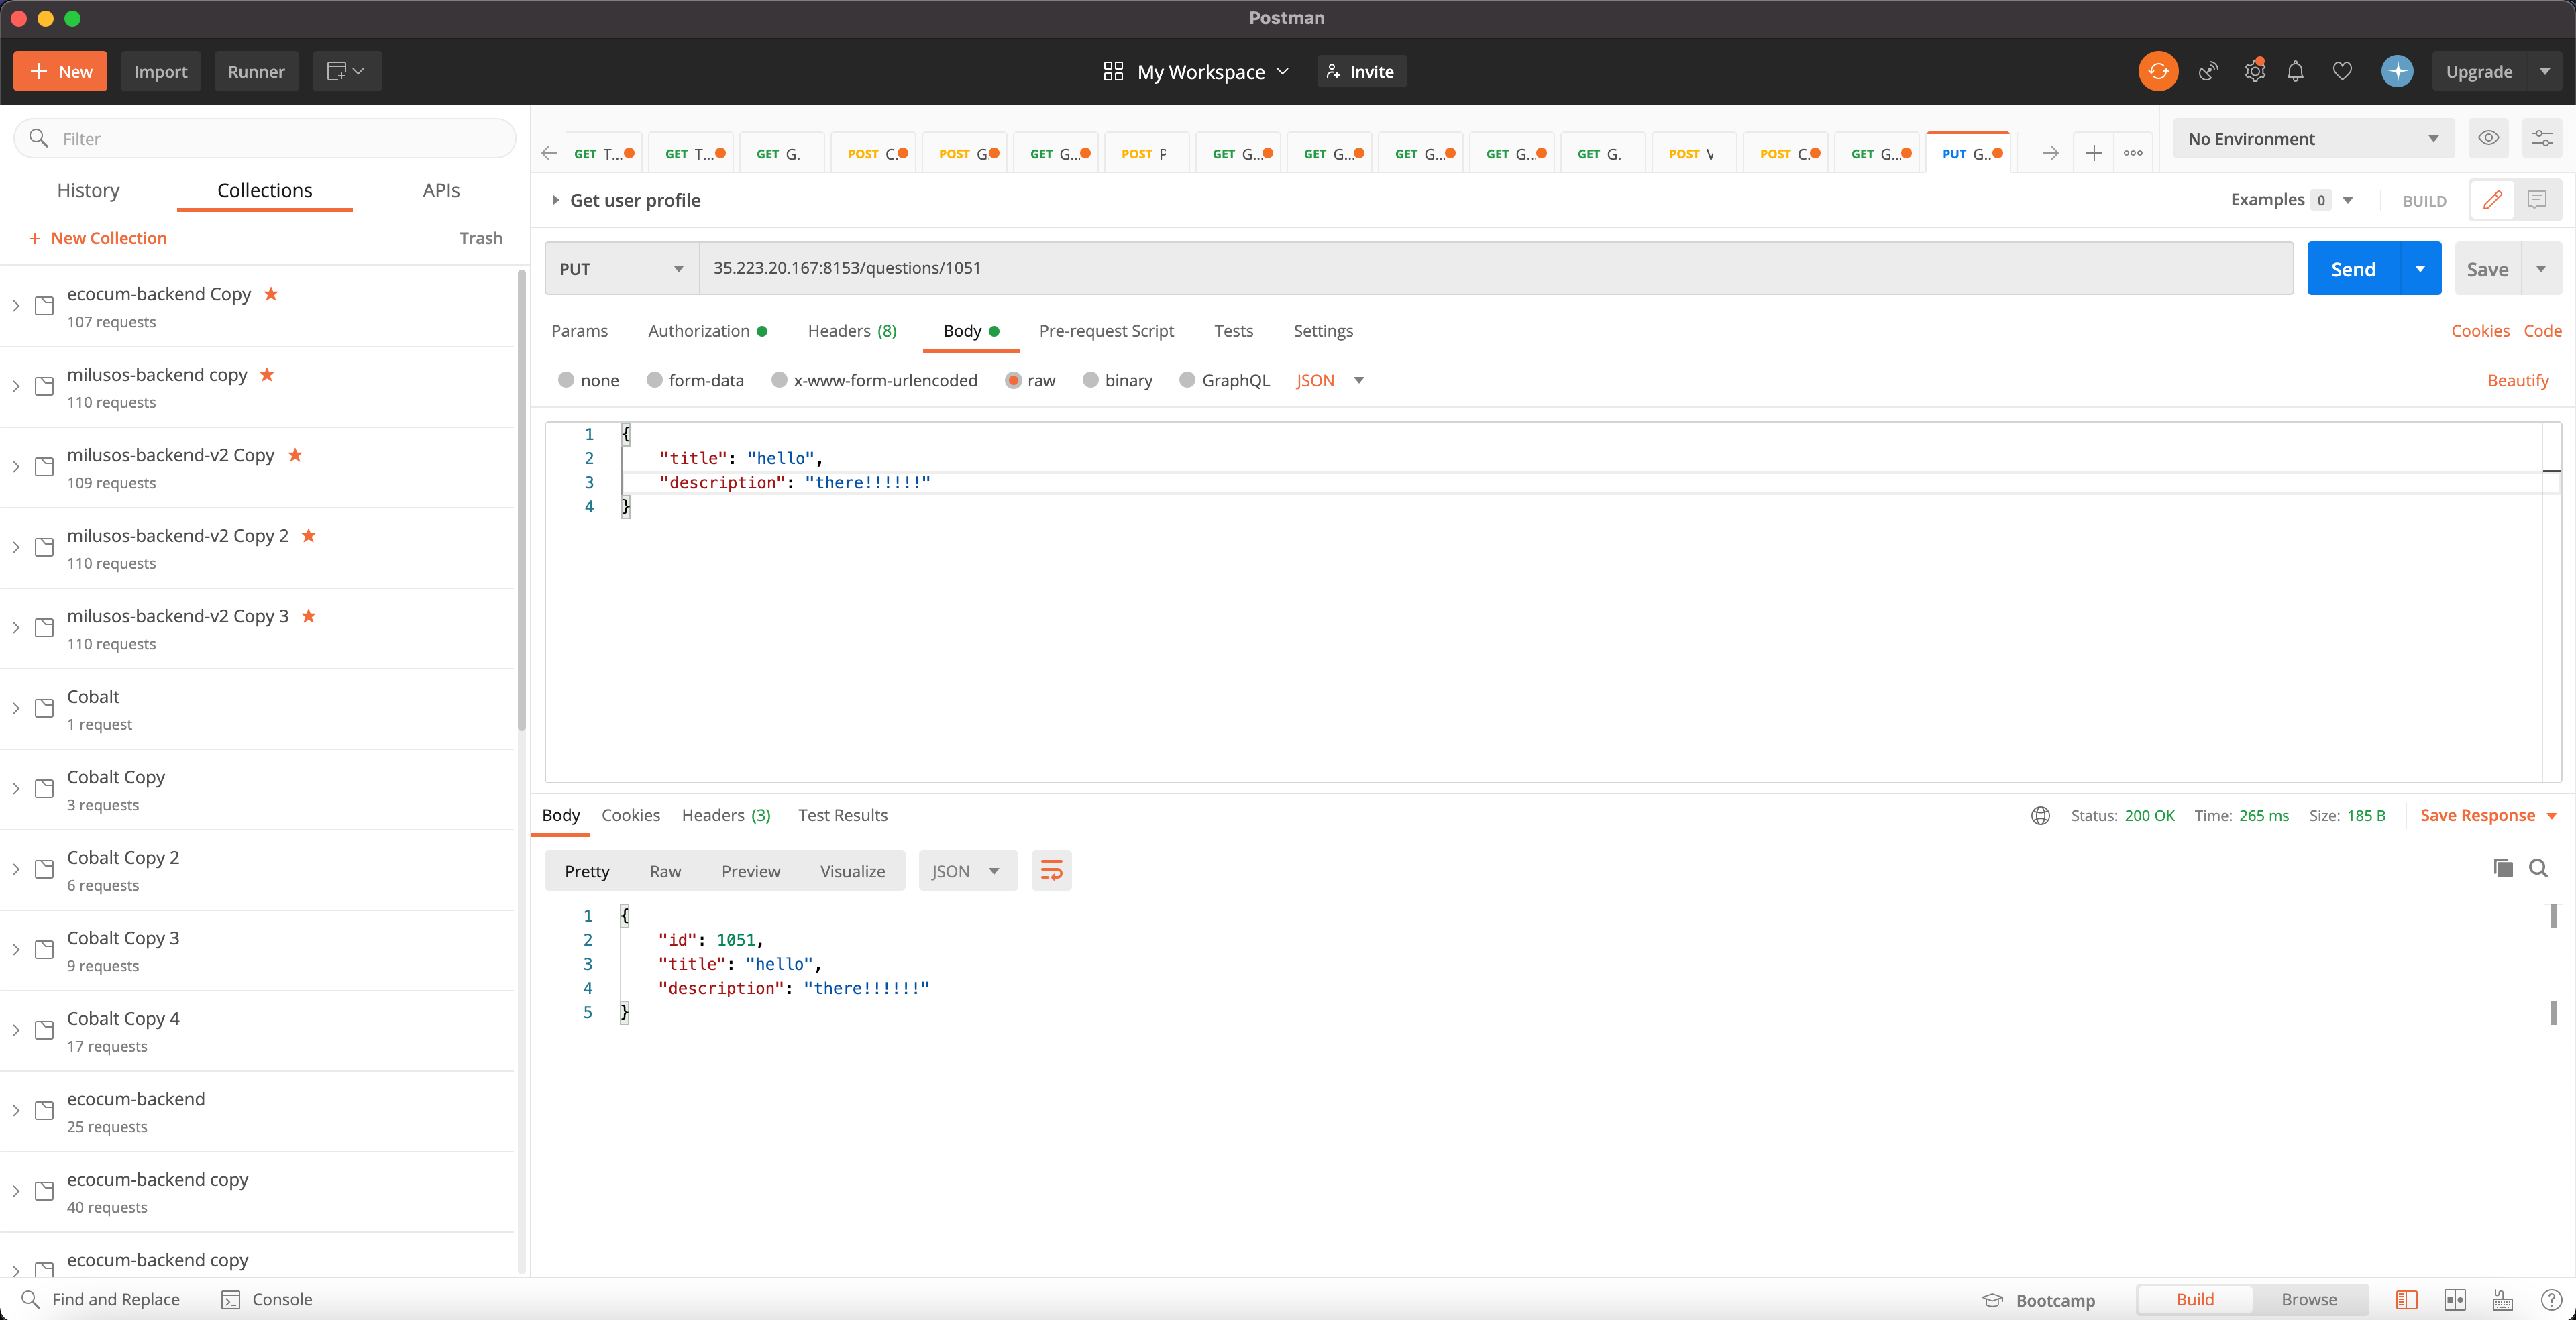 Postman
New
Import
Runner
My Workspace
Invite
Upgrade
Filter
History
Collections
APIs
+ New Collection
Trash
ecocum-backend Copy
107 requests
milusos-backend copy
110 requests
milusos-backend-v2 Copy
109 requests
milusos-backend-v2 Copy 2
110 requests
milusos-backend-v2 Copy 3
110 requests
Cobalt
1 request
Cobalt Copy
3 requests
Cobalt Copy 2
6 requests
Cobalt Copy 3
9 requests
Cobalt Copy 4
17 requests
ecocum-backend
25 requests
ecocum-backend copy
40 requests
ecocum-backend copy
GET T...
GET T...
GET G.
POST C.
POST G
GET G...
POST P
GET G...
GET G...
GET G...
GET G...
GET G.
POST V
POST C.
GET G...
PUT G..
No Environment
Get user profile
Examples 0
BUILD
PUT
35.223.20.167:8153/questions/1051
Send
Save
Params
Authorization
Headers (8)
Body
Pre-request Script
Tests
Settings
Cookies
Code
none
form-data
x-www-form-urlencoded
raw
binary
GraphQL
JSON
Beautify
1 {
2 "title": "hello",
3 "description": "there!!!!!!"
4 }
Body
Cookies
Headers (3)
Test Results
Status: 200 OK
Time: 265 ms
Size: 185 B
Save Response
Pretty
Raw
Preview
Visualize
JSON
1 {
2 "id": 1051,
3 "title": "hello",
4 "description": "there!!!!!!"
5 }
Find and Replace
Console
Bootcamp
Build
Browse